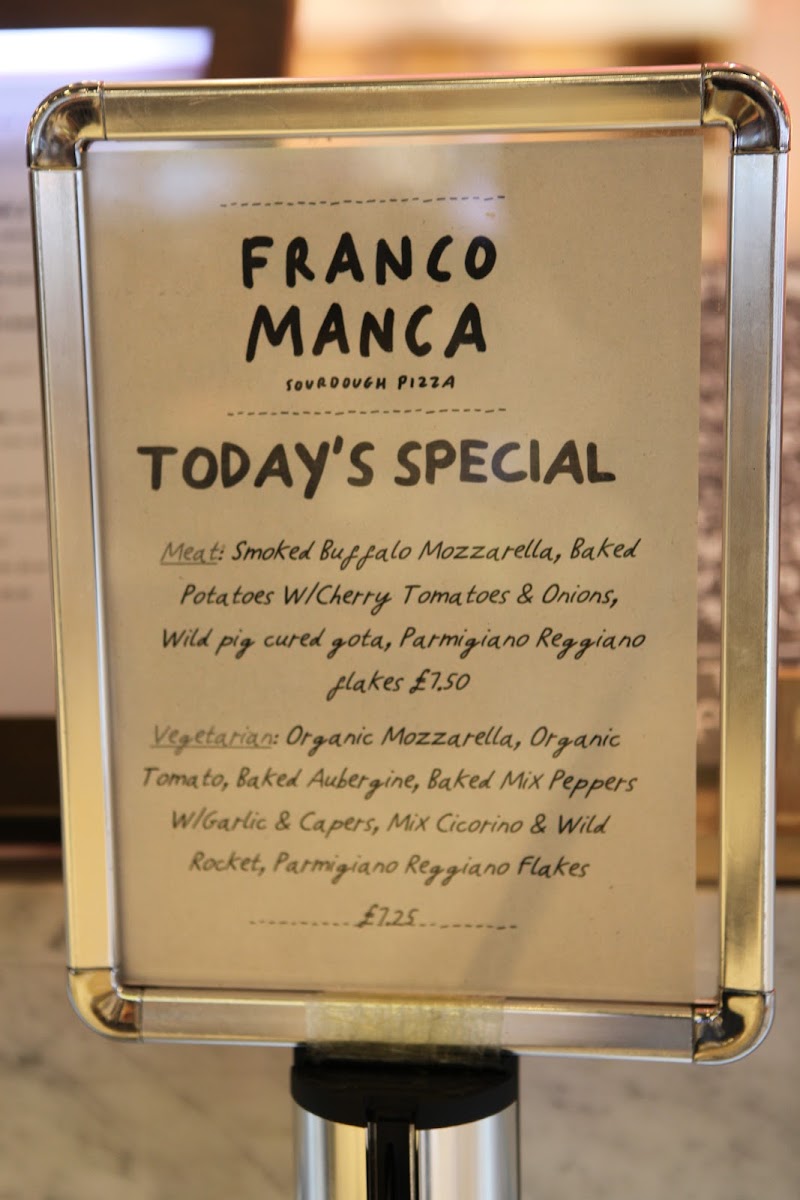 FRANCO
MANCA
SOURDOUGH PIZZA
TODAY'S SPECIAL
Meat: Smoked Buffalo Mozzarella, Baked
Potatoes W/Cherry Tomatoes & Onions,
Wild pig cured gota, Parmigiano Reggiano
flakes £7.50
Vegetarian: Organic Mozzarella, Organic
Tomato, Baked Aubergine, Baked Mix Peppers
W/Garlic & Capers, Mix Cicorino & Wild
Rocket, Parmigiano Reggiano Flakes
£7.25